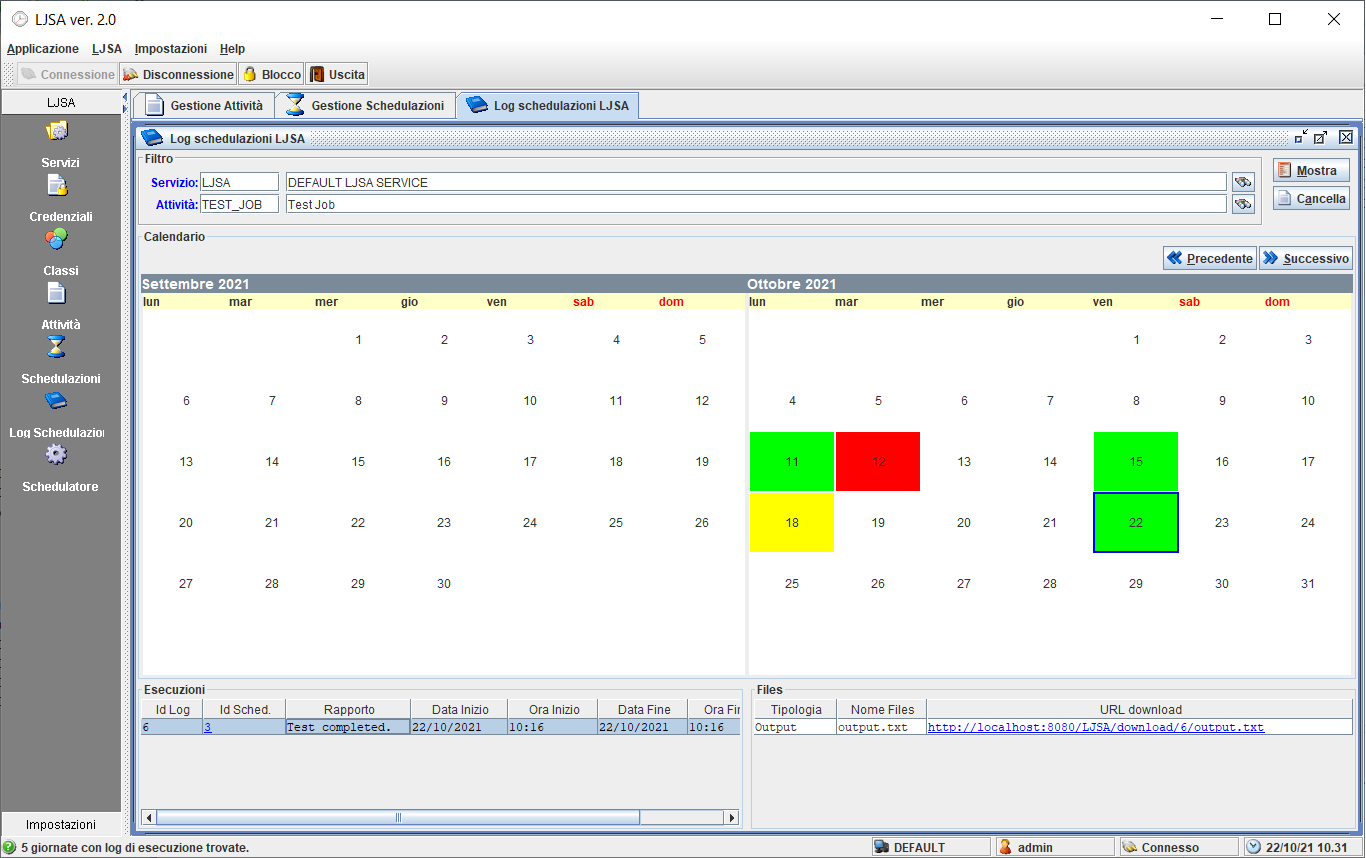 LJSA ver. 2.0
Applicazione LJSA Impostazioni Help
Connessione Disconnessione Blocco Uscita
LJSA
Servizi
Credenziali
Classi
Attività
Schedulazioni
Log Schedulazioi
Schedulatore
Impostazioni
Gestione Attività Gestione Schedulazioni Log schedulazioni LJSA
Log schedulazioni LJSA
Filtro
Servizio: LJSA DEFAULT LJSA SERVICE
Attività: TEST_JOB Test Job
Mostra
Cancella
Calendario
Precedente Successivo
Settembre 2021
lun mar mer gio ven sab dom
1 2 3 4 5
6 7 8 9 10 11 12
13 14 15 16 17 18 19
20 21 22 23 24 25 26
27 28 29 30
Ottobre 2021
lun mar mer gio ven sab dom
1 2 3
4 5 6 7 8 9 10
11 12 13 14 15 16 17
18 19 20 21 22 23 24
25 26 27 28 29 30 31
Esecuzioni
Id Log Id Sched. Rapporto Data Inizio Ora Inizio Data Fine Ora Fir
6 3 Test completed. 22/10/2021 10:16 22/10/2021 10:16
Files
Tipologia Nome Files URL download
Output output.txt http://localhost:8080/LJSA/download/6/output.txt
5 giornate con log di esecuzione trovate. DEFAULT admin Connesso 22/10/21 10.31